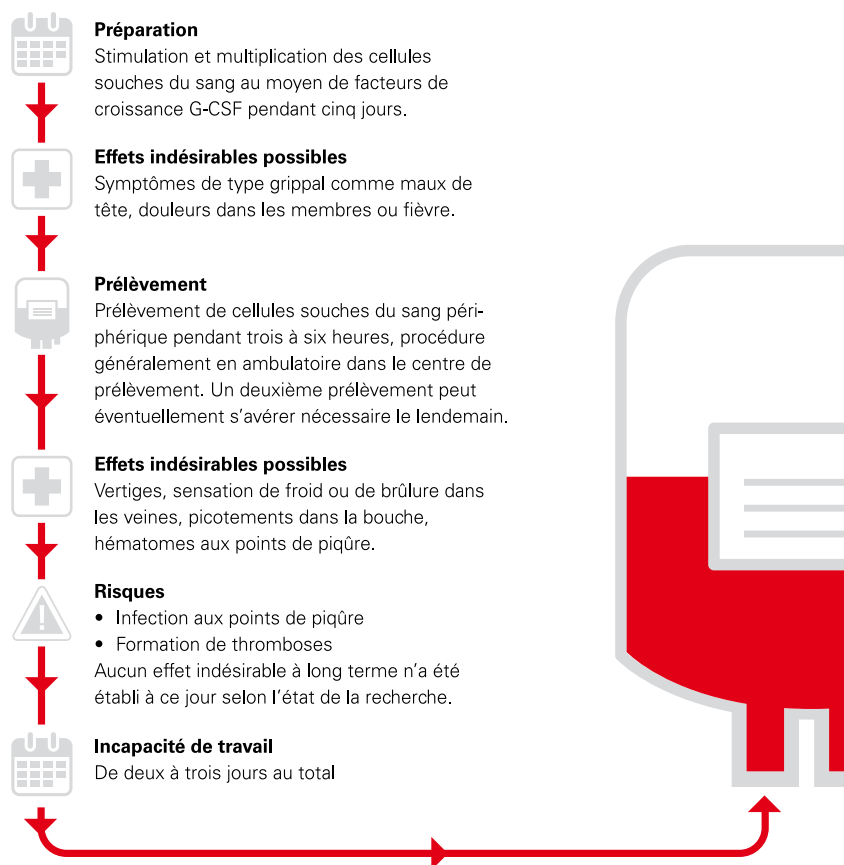 Préparation
Stimulation et multiplication des cellules
souches du sang au moyen de facteurs de
croissance G-CSF pendant cinq jours.
Effets indésirables possibles
Symptômes de type grippal comme maux de
tête, douleurs dans les membres ou fièvre.
Prélèvement
Prélèvement de cellules souches du sang péri-
phérique pendant trois à six heures, procédure
généralement en ambulatoire dans le centre de
prélèvement. Un deuxième prélèvement peut
éventuellement s’avérer nécessaire le lendemain.
Effets indésirables possibles
Vertiges, sensation de froid ou de brûlure dans
les veines, picotements dans la bouche,
hématomes aux points de piqûre.
Risques
• Infection aux points de piqûre
• Formation de thromboses
Aucun effet indésirable à long terme n’a été
établi à ce jour selon l’état de la recherche.
Incapacité de travail
De deux à trois jours au total